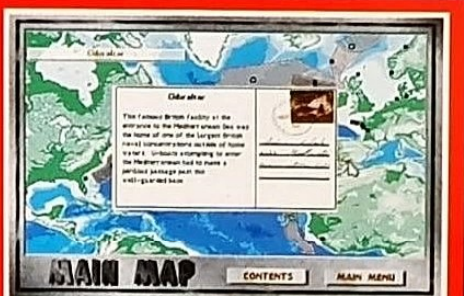 Gibraltar
Gibraltar
This famous British facility at the
entrance to the Mediterranean Sea was
the home of one of the largest British
naval concentrations outside of home
waters. U-boats attempting to enter
the Mediterranean had to make a
perilous passage past this
well-guarded base
MAIN MAP
CONTENTS
MAIN MENU